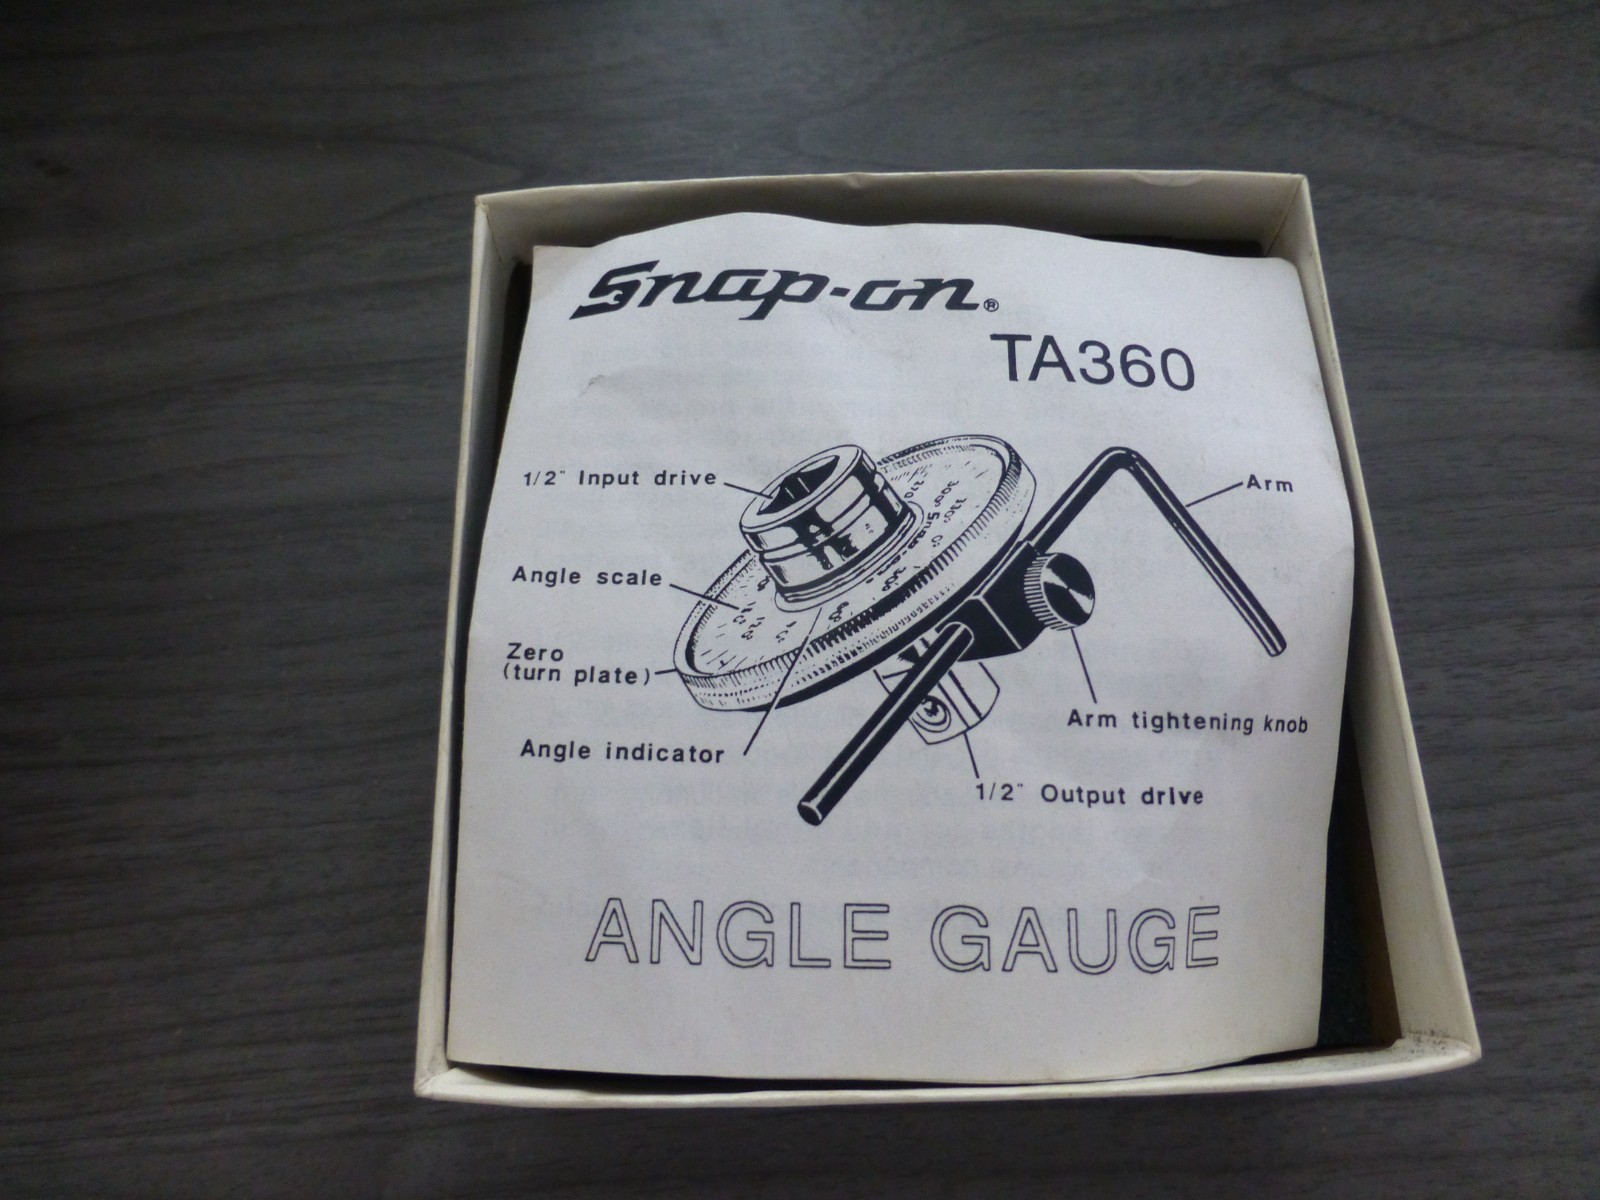 Snap-on®
TA360
1/2" Input drive
Arm
Angle scale
Zero
(turn plate)
Arm tightening knob
Angle indicator
1/2" Output drive
ANGLE GAUGE